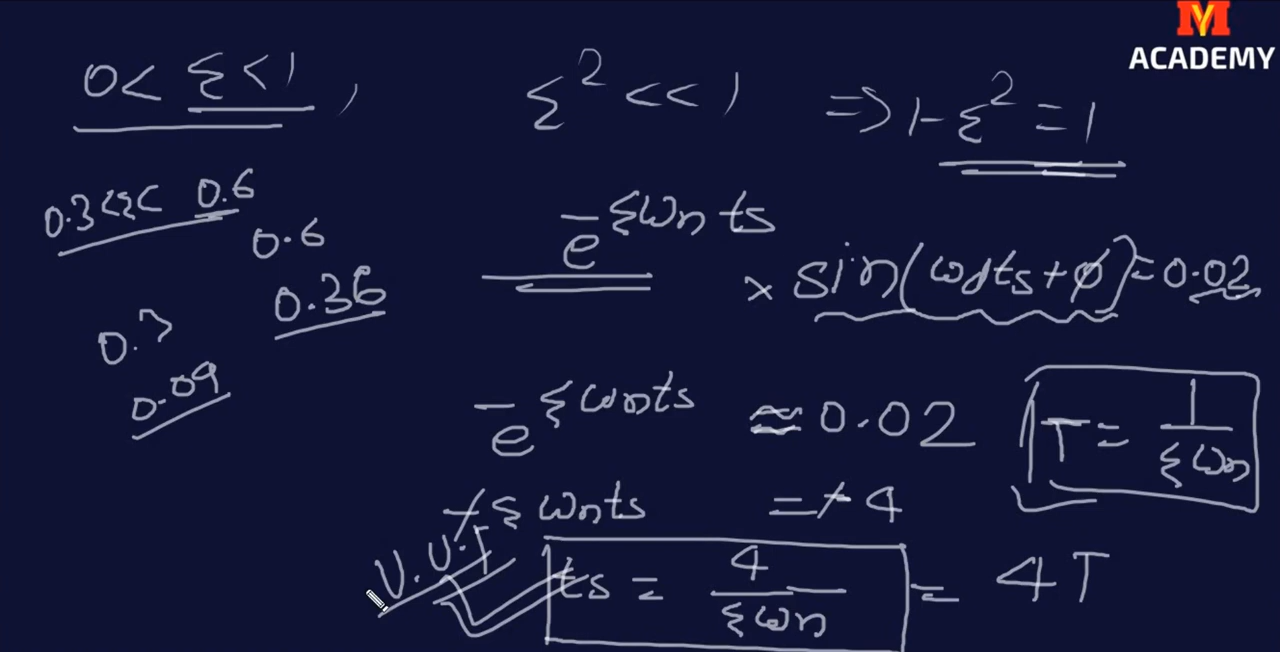 M
ACADEMY
0 < ξ < 1 , ξ² << 1 => 1 - ξ² = 1
0.3 < ξ < 0.6
0.6
0.36
0.3
0.09
e^-ξωnts
× sin(ωdts+φ) = 0.02
e^-ξωnts ≈ 0.02
T = 1/ξωn
-ξωnts = -4
V.V.I
ts = 4/ξωn = 4T